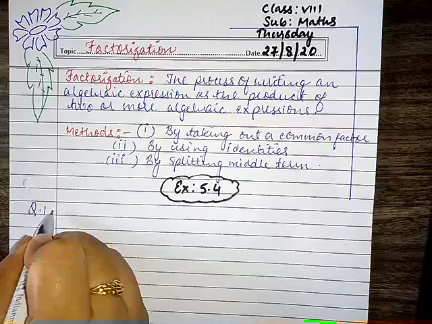 Class: VIII
Sub: Maths
Thursday
Topic Factorization Date 27/8/20
Factorization: The process of writing an
algebraic expression as the product of
two or more algebraic expressions
Methods:- (i) By taking out a common factor
(ii) By using identities
(iii) By splitting middle term.
Ex: 5.4
Q.1